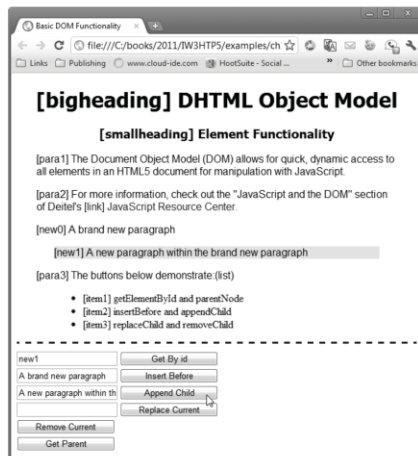 Basic DOM Functionality
file:///C:/books/2011/IW3HTP5/examples/ch
Links Publishing www.cloud-ide.com HootSuite - Social ... » Other bookmarks
[bigheading] DHTML Object Model
[smallheading] Element Functionality
[para1] The Document Object Model (DOM) allows for quick, dynamic access to
all elements in an HTML5 document for manipulation with JavaScript.
[para2] For more information, check out the "JavaScript and the DOM" section
of Deitel's [link] JavaScript Resource Center.
[new0] A brand new paragraph
[new1] A new paragraph within the brand new paragraph
[para3] The buttons below demonstrate:(list)
• [item1] getElementById and parentNode
• [item2] insertBefore and appendChild
• [item3] replaceChild and removeChild
new1 Get By id
A brand new paragraph Insert Before
A new paragraph within th Append Child
Replace Current
Remove Current
Get Parent